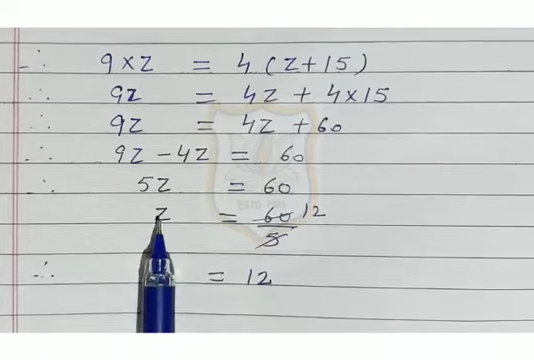 ∴ 9×z = 4 (z+15)
∴ 9z = 4z + 4×15
∴ 9z = 4z + 60
∴ 9z - 4z = 60
∴ 5z = 60
z = 60/5 12
∴ = 12
ESTD